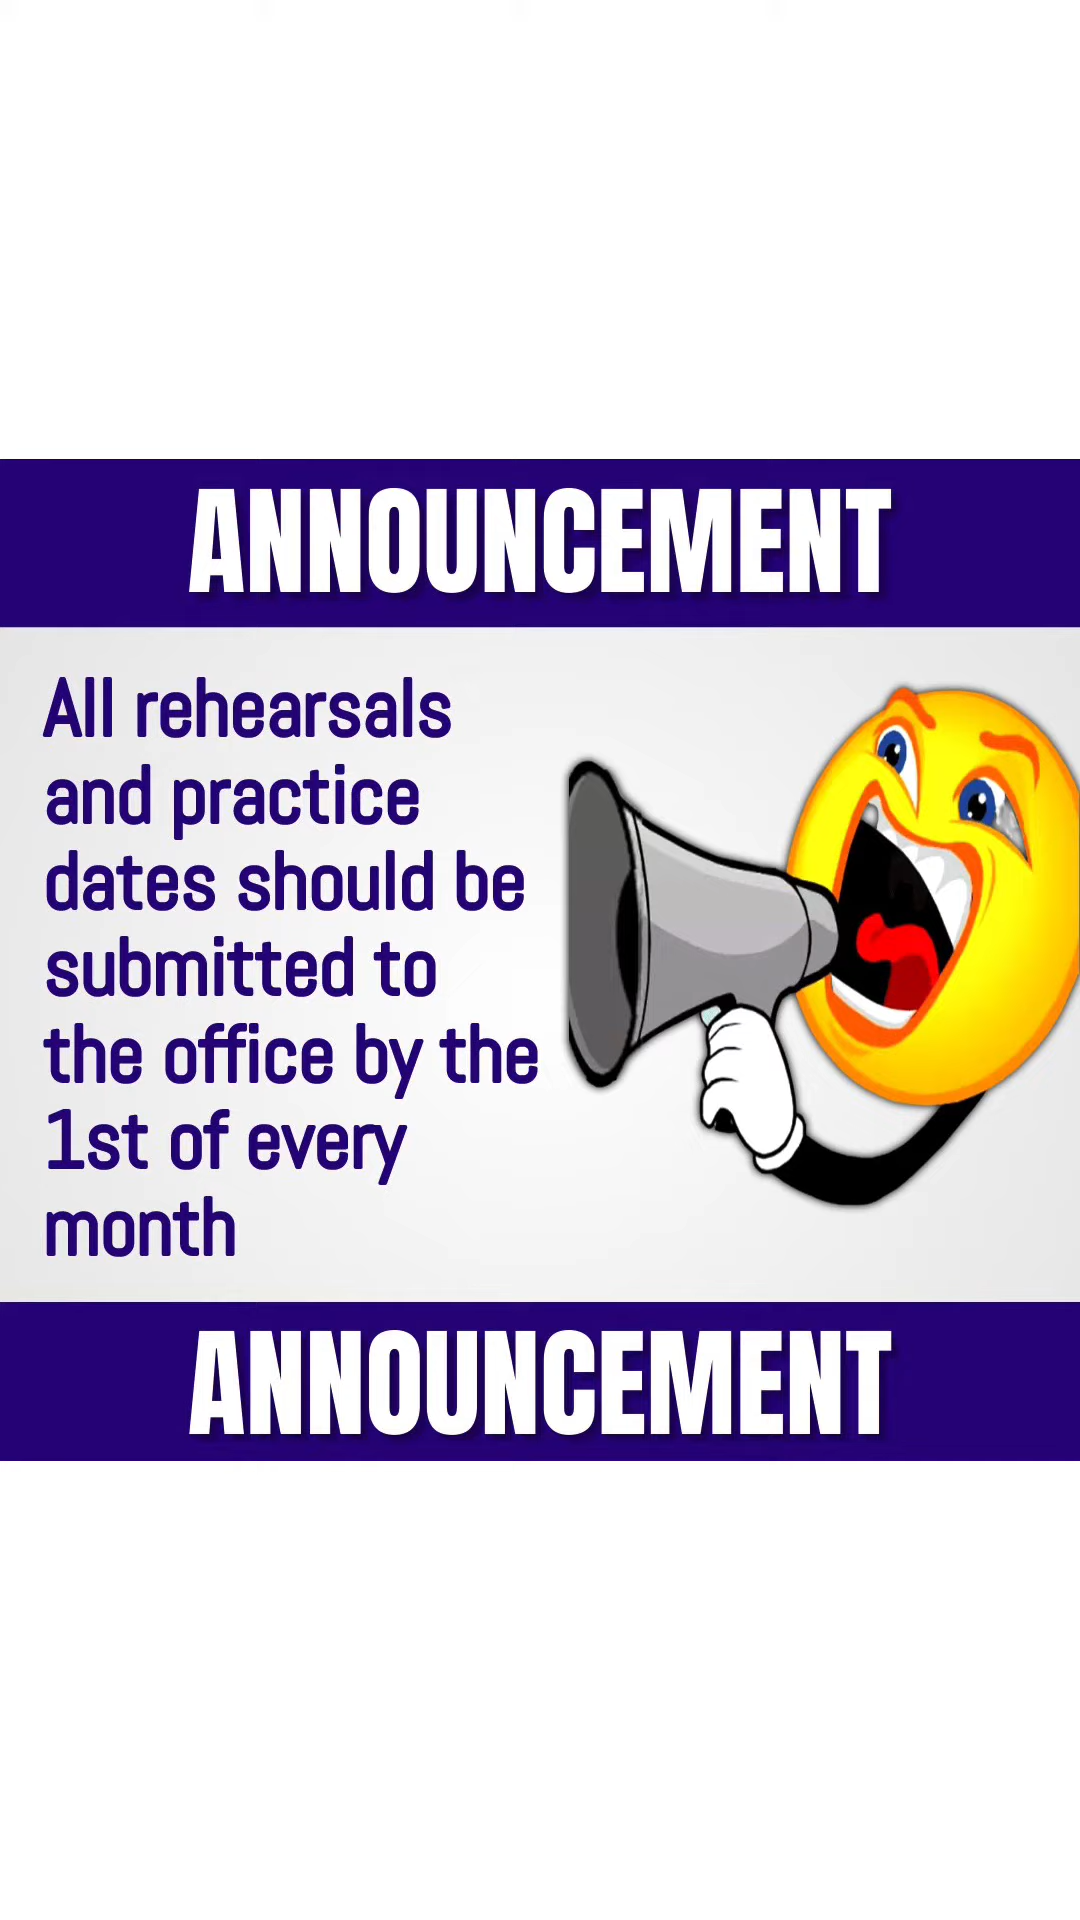 ANNOUNCEMENT
All rehearsals
and practice
dates should be
submitted to
the office by the
1st of every
month
ANNOUNCEMENT